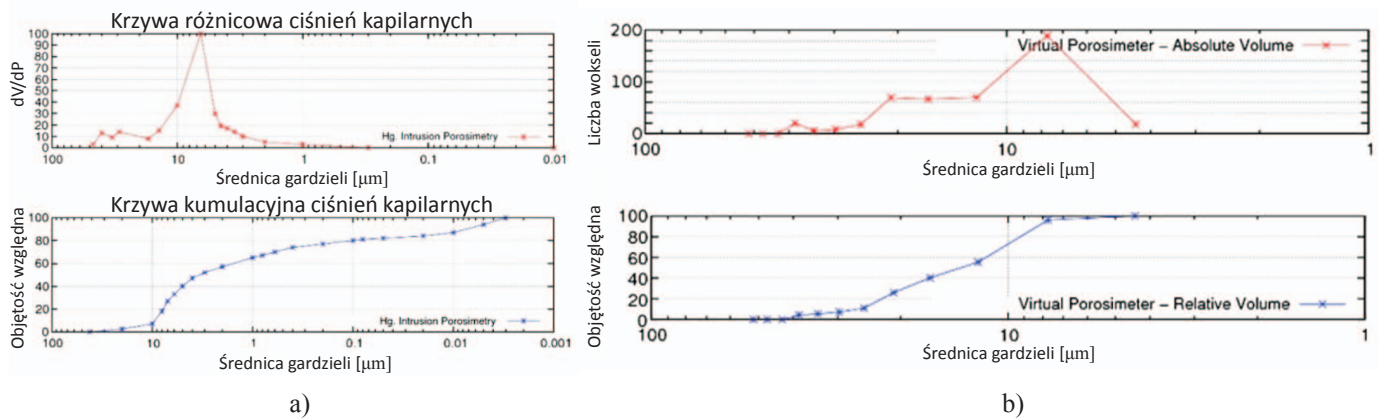 Krzywa różnicowa ciśnień kapilarnych
dV/dP
100
90
80
70
60
50
40
30
20
10
0
Hg. Intrusion Porosimetry
100 10 1 0.1 0.01
Średnica gardzieli [μm]
Krzywa kumulacyjna ciśnień kapilarnych
Objętość względna
100
80
60
40
20
0
Hg. Intrusion Porosimetry
100 10 1 0.1 0.01 0.001
Średnica gardzieli [μm]
a)
Liczba wokseli
200
100
0
Virtual Porosimeter – Absolute Volume
100 10 1
Średnica gardzieli [μm]
Objętość względna
100
80
60
40
20
0
Virtual Porosimeter – Relative Volume
100 10 1
Średnica gardzieli [μm]
b)